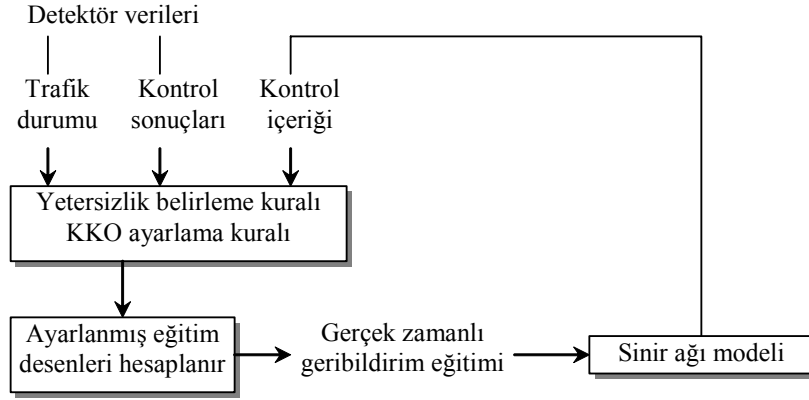 Detektör verileri
Trafik
durumu
Kontrol
sonuçları
Kontrol
içeriği
Yetersizlik belirleme kuralı
KKO ayarlama kuralı
Ayarlanmış eğitim
desenleri hesaplanır
Gerçek zamanlı
geribildirim eğitimi
Sinir ağı modeli